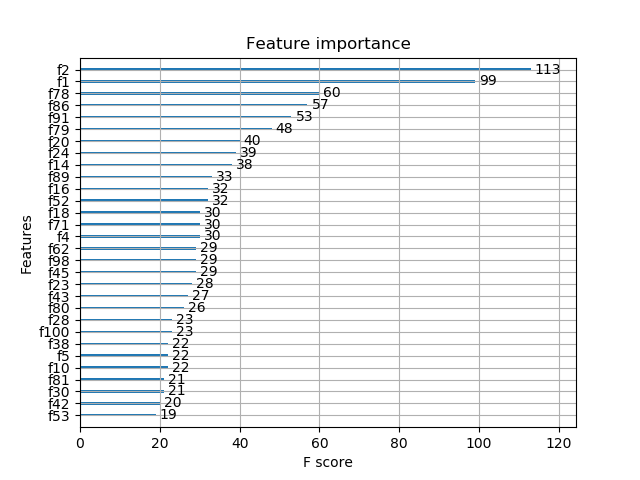 Feature importance
f2 113
f1 99
f78 60
f86 57
f91 53
f79 48
f20 40
f24 39
f14 38
f89 33
f16 32
f52 32
f18 30
f71 30
f4 30
f62 29
f98 29
f45 29
f23 28
f43 27
f80 26
f28 23
f100 23
f38 22
f5 22
f10 22
f81 21
f30 21
f42 20
f53 19
Features
0 20 40 60 80 100 120
F score